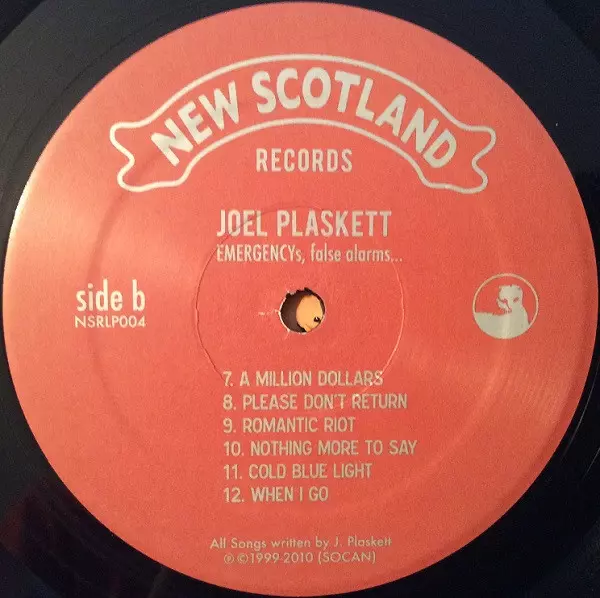 NEW SCOTLAND
RECORDS
JOEL PLASKETT
EMERGENCYs, false alarms...
side b
NSRLP004
7. A MILLION DOLLARS
8. PLEASE DON'T RETURN
9. ROMANTIC RIOT
10. NOTHING MORE TO SAY
11. COLD BLUE LIGHT
12. WHEN I GO
All Songs written by J. Plaskett
℗©1999-2010 (SOCAN)